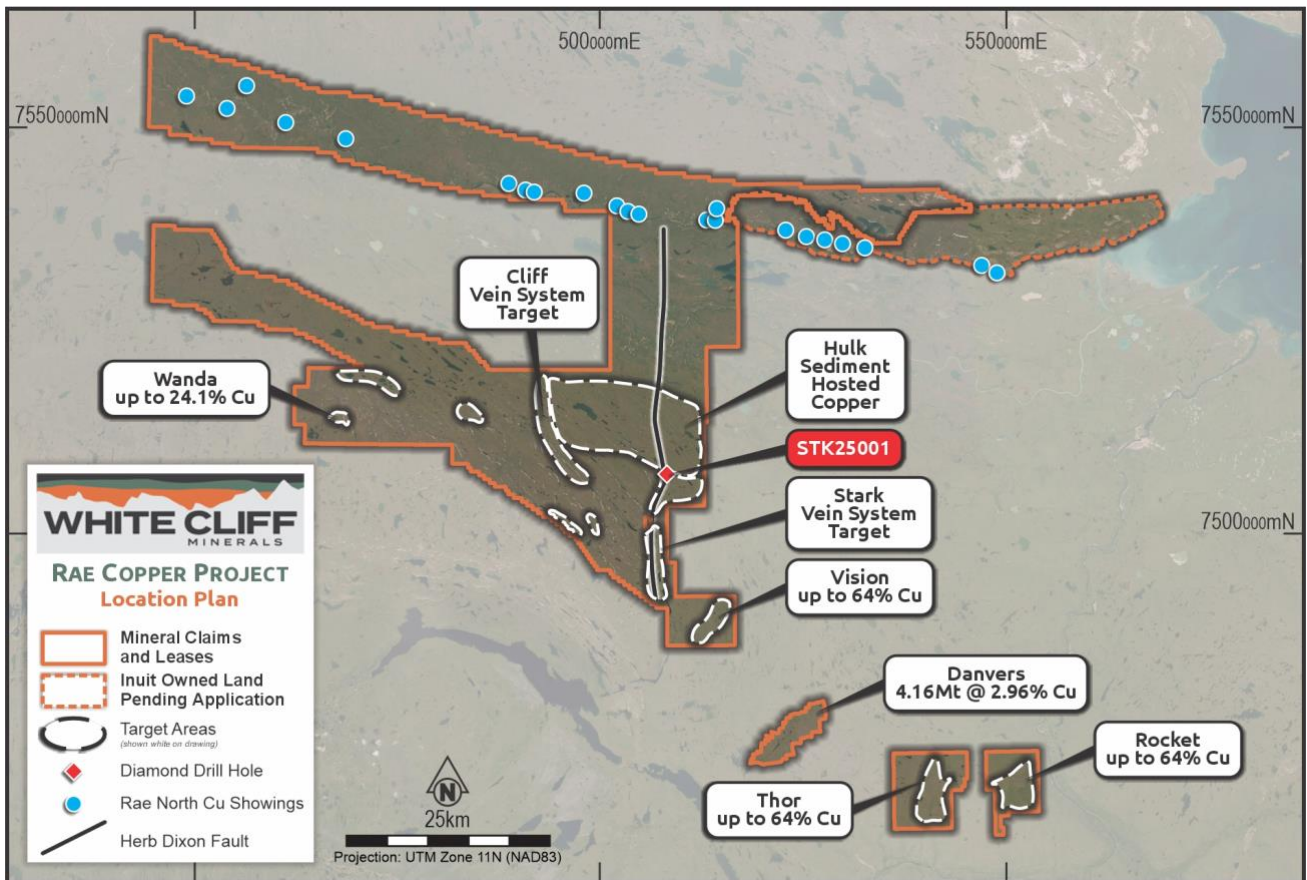 500000mE
550000mE
7550000mN
7550000mN
Cliff
Vein System
Target
Wanda
up to 24.1% Cu
Hulk
Sediment
Hosted
Copper
STK25001
Stark
Vein System
Target
7500000mN
Vision
up to 64% Cu
Danvers
4.16Mt @ 2.96% Cu
Rocket
up to 64% Cu
Thor
up to 64% Cu
WHITE CLIFF
MINERALS
RAE COPPER PROJECT
Location Plan
Mineral Claims
and Leases
Inuit Owned Land
Pending Application
Target Areas
(shown white on drawing)
Diamond Drill Hole
Rae North Cu Showings
Herb Dixon Fault
N
25km
Projection: UTM Zone 11N (NAD83)